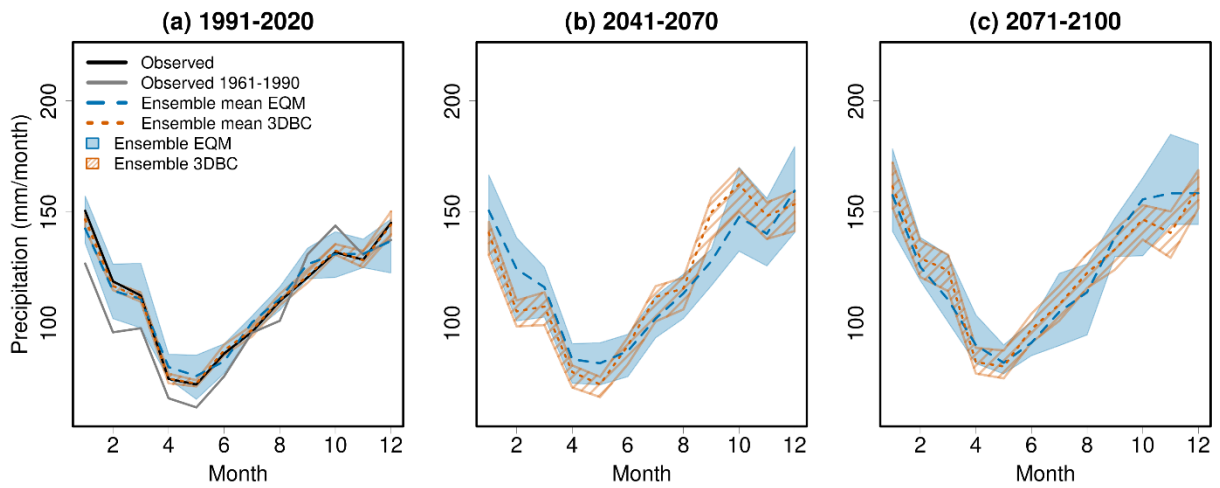 (a) 1991-2020
(b) 2041-2070
(c) 2071-2100
Precipitation (mm/month)
200
150
100
Observed
Observed 1961-1990
Ensemble mean EQM
Ensemble mean 3DBC
Ensemble EQM
Ensemble 3DBC
2 4 6 8 10 12
Month
200
150
100
2 4 6 8 10 12
Month
200
150
100
2 4 6 8 10 12
Month